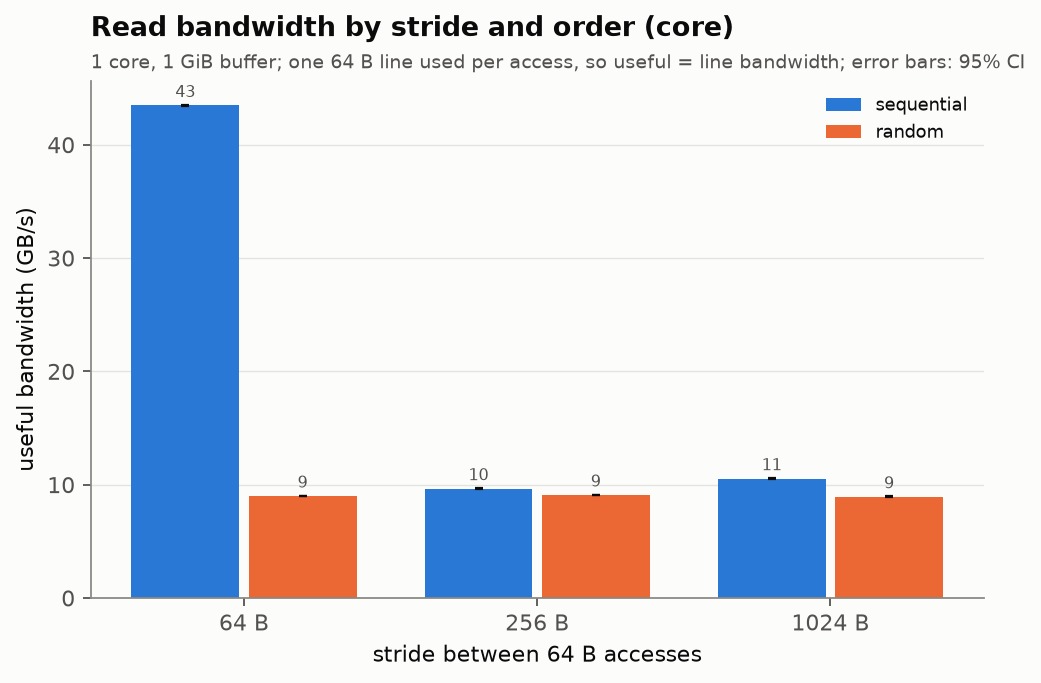 Read bandwidth by stride and order (core)
1 core, 1 GiB buffer; one 64 B line used per access, so useful = line bandwidth; error bars: 95% CI
43
sequential
random
40
30
20
10
0
useful bandwidth (GB/s)
9
10
9
11
9
64 B
256 B
1024 B
stride between 64 B accesses